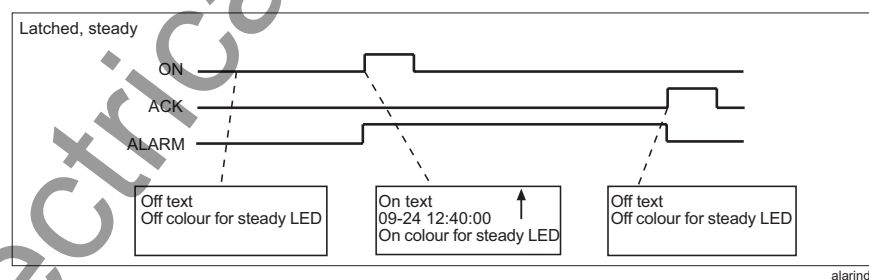 Latched, steady
ON
ACK
ALARM
Off text
Off colour for steady LED
On text
09-24 12:40:00
On colour for steady LED
Off text
Off colour for steady LED
alarind